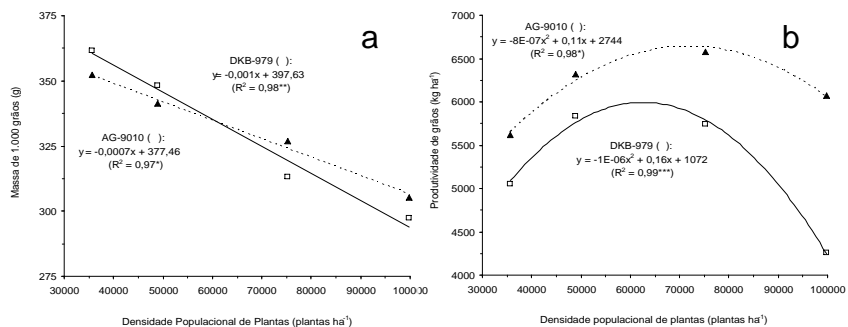 a
Massa de 1.000 grãos (g)
375
350
325
300
275
DKB-979 ( ):
y= -0,001x + 397,63
(R² = 0,98**)
AG-9010 ( ):
y = -0,0007x + 377,46
(R² = 0,97*)
30000 40000 50000 60000 70000 80000 90000 100000
Densidade Populacional de Plantas (plantas ha⁻¹)
b
Produtividade de grãos (kg ha⁻¹)
7000
6500
6000
5500
5000
4500
4000
AG-9010 ( ):
y = -8E-07x² + 0,11x + 2744
(R² = 0,98*)
DKB-979 ( ):
y = -1E-06x² + 0,16x + 1072
(R² = 0,99***)
30000 40000 50000 60000 70000 80000 90000 100000
Densidade populacional de plantas (plantas ha⁻¹)